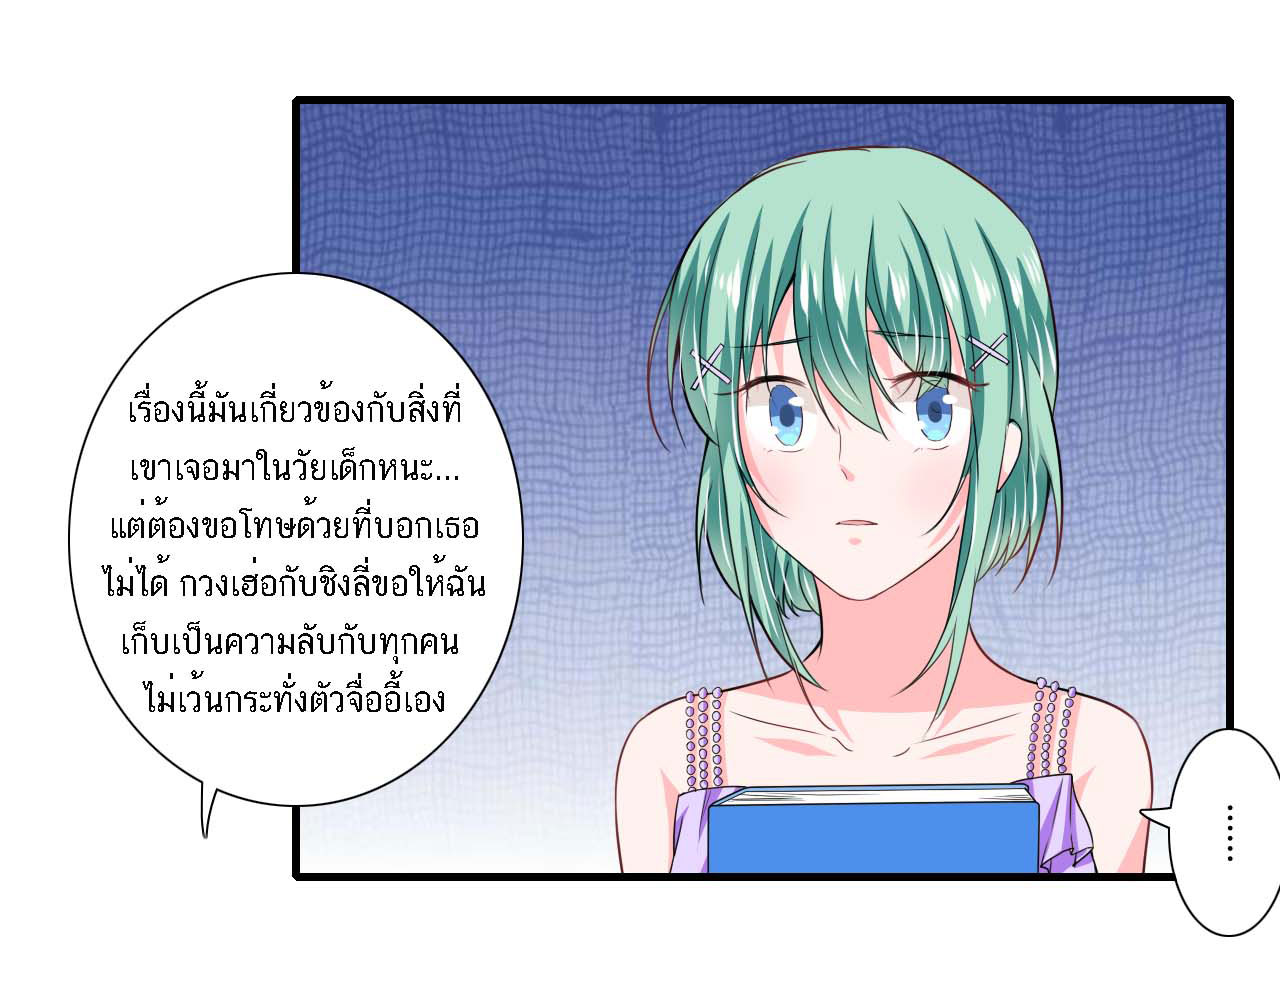 เรื่องนี้มันเกี่ยวข้องกับสิ่งที่
เขาเจอมาในวัยเด็กหนะ...
แต่ต้องขอโทษด้วยที่บอกเธอ
ไม่ได้ กวงเฮ่อกับชิงลี่ขอให้ฉัน
เก็บเป็นความลับกับทุกคน
ไม่เว้นกระทั่งตัวจื่ออี้เอง
......